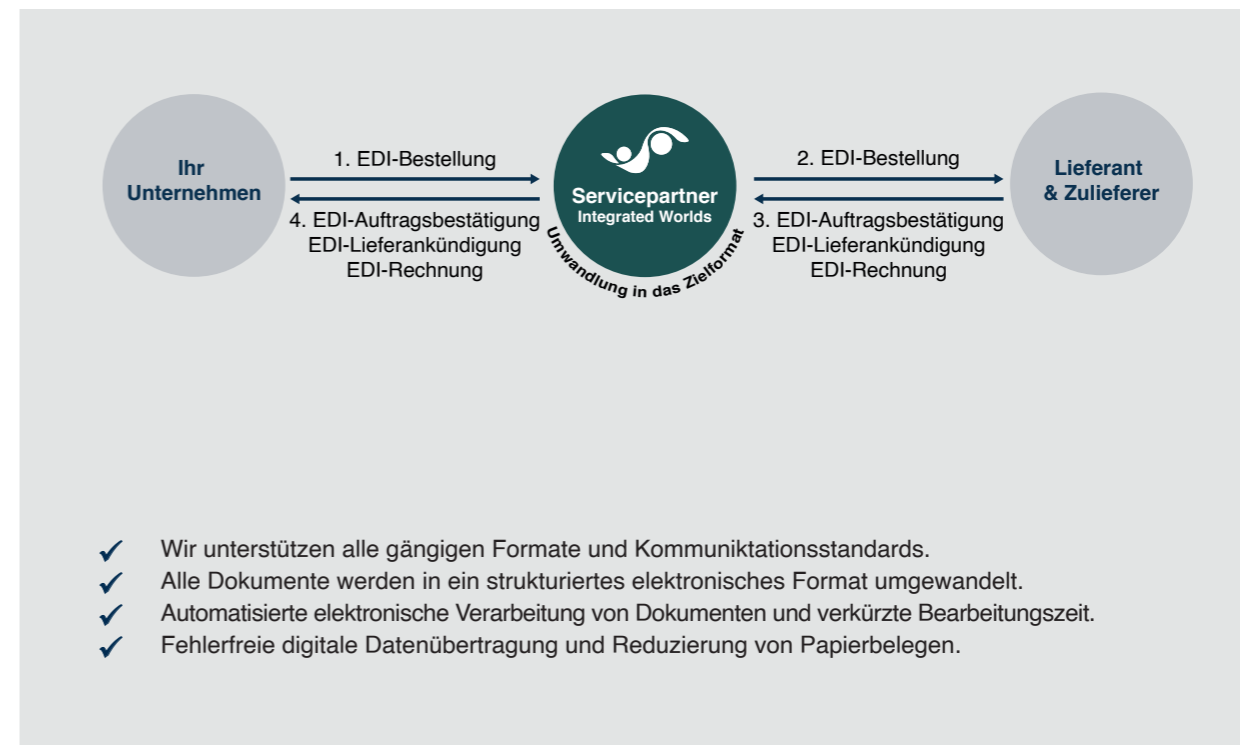 Ihr
Unternehmen
1. EDI-Bestellung
4. EDI-Auftragsbestätigung
EDI-Lieferankündigung
EDI-Rechnung
Servicepartner
Integrated Worlds
Umwandlung in das Zielformat
2. EDI-Bestellung
3. EDI-Auftragsbestätigung
EDI-Lieferankündigung
EDI-Rechnung
Lieferant
& Zulieferer
Wir unterstützen alle gängigen Formate und Kommuniktationsstandards.
Alle Dokumente werden in ein strukturiertes elektronisches Format umgewandelt.
Automatisierte elektronische Verarbeitung von Dokumenten und verkürzte Bearbeitungszeit.
Fehlerfreie digitale Datenübertragung und Reduzierung von Papierbelegen.